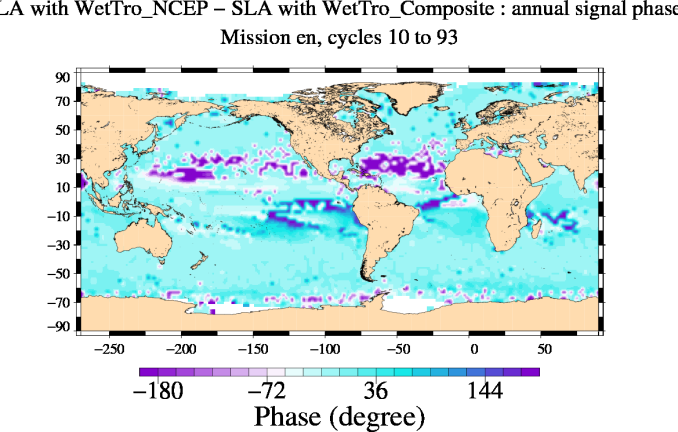 LA with WetTro_NCEP − SLA with WetTro_Composite : annual signal phase
Mission en, cycles 10 to 93
90
70
50
30
10
−10
−30
−50
−70
−90
−250 −200 −150 −100 −50 0 50
−180 −72 36 144
Phase (degree)